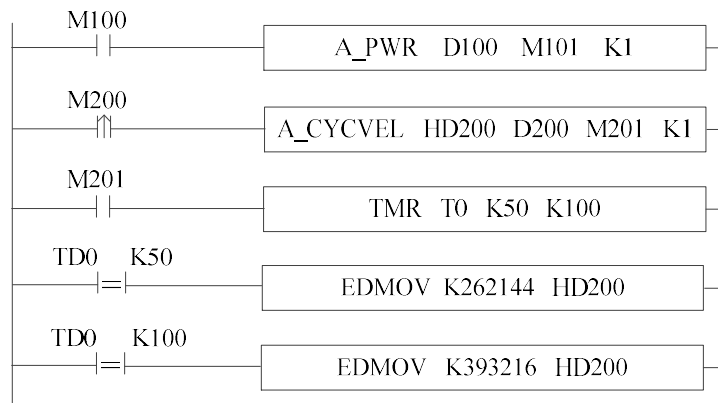 M100
A_PWR D100 M101 K1
M200
A_CYCVEL HD200 D200 M201 K1
M201
TMR T0 K50 K100
TD0 K50
= EDMOV K262144 HD200
TD0 K100
= EDMOV K393216 HD200